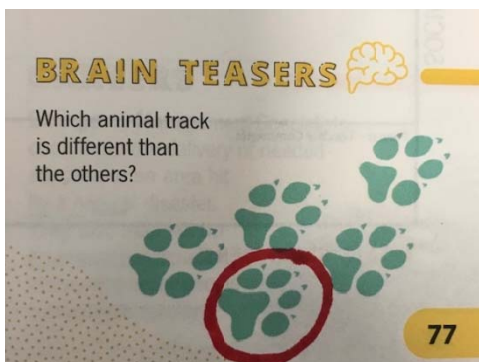 BRAIN TEASERS
Which animal track
is different than
the others?
77